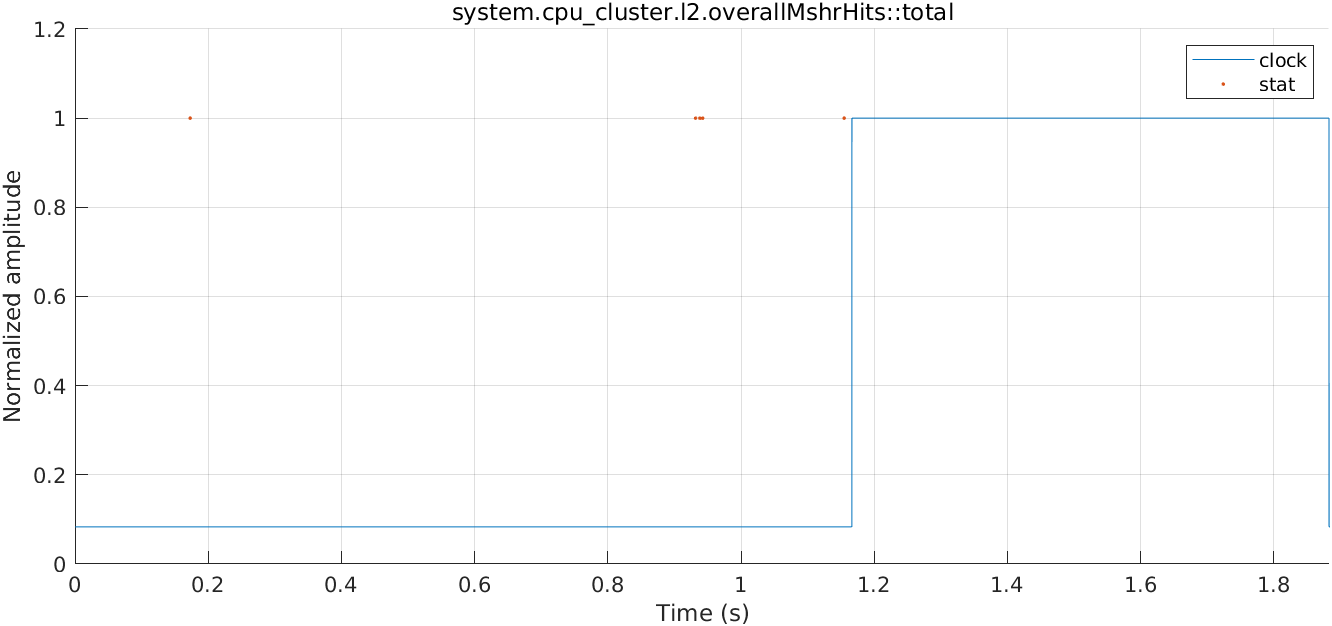 system.cpu_cluster.l2.overallMshrHits::total
1.2
1
0.8
0.6
0.4
0.2
0
Normalized amplitude
clock
stat
0 0.2 0.4 0.6 0.8 1 1.2 1.4 1.6 1.8
Time (s)